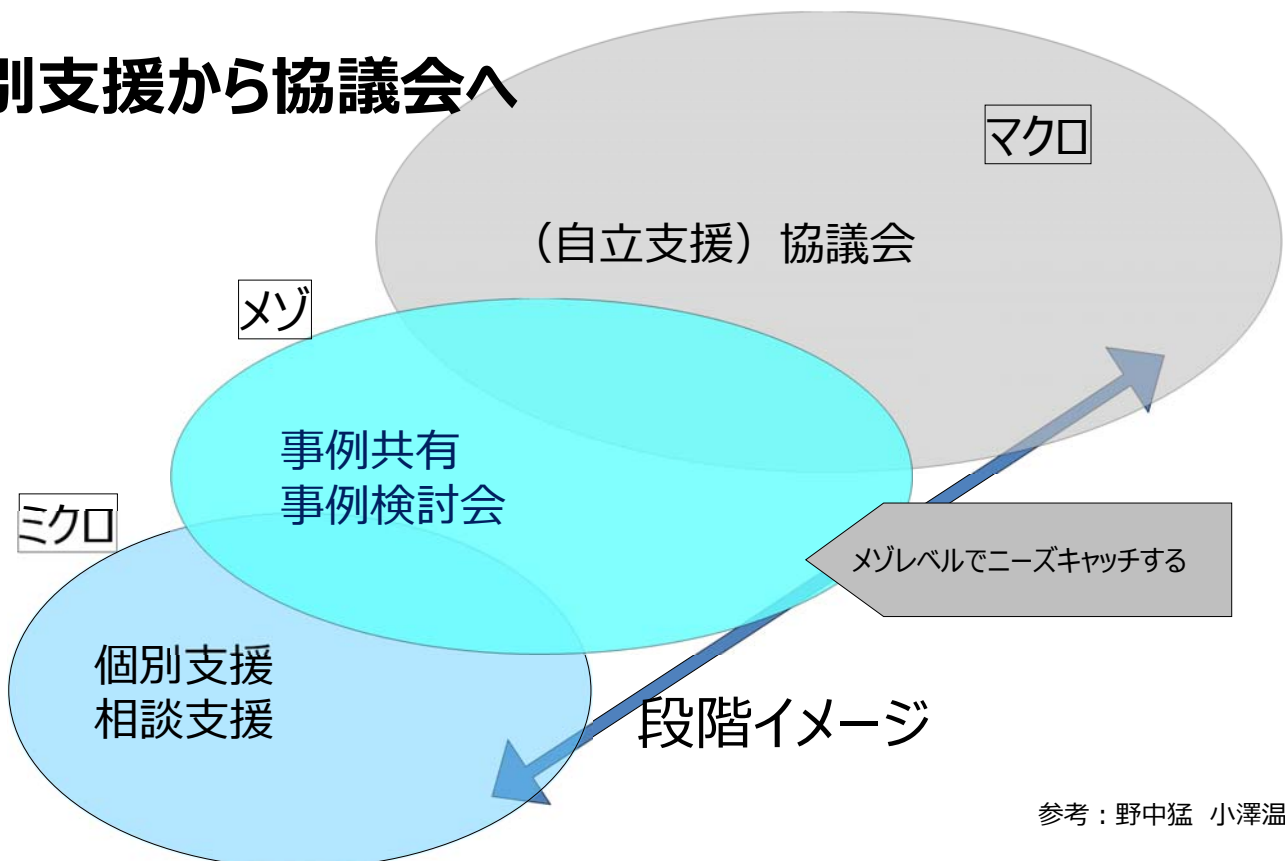 別支援から協議会へ
マクロ
（自立支援）協議会
メゾ
事例共有
事例検討会
ミクロ
メゾレベルでニーズキャッチする
個別支援
相談支援
段階イメージ
参考：野中猛 小澤温